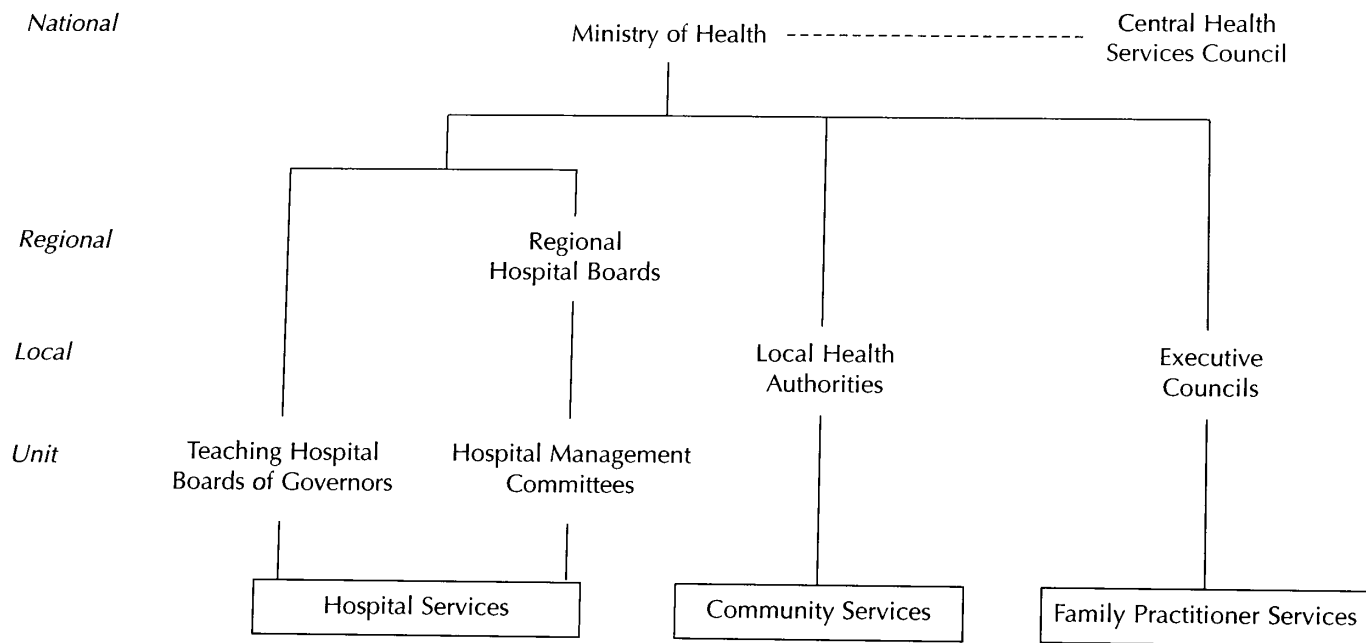 National
Ministry of Health
Central Health
Services Council
Regional
Regional
Hospital Boards
Local
Local Health
Authorities
Executive
Councils
Unit
Teaching Hospital
Boards of Governors
Hospital Management
Committees
Hospital Services
Community Services
Family Practitioner Services